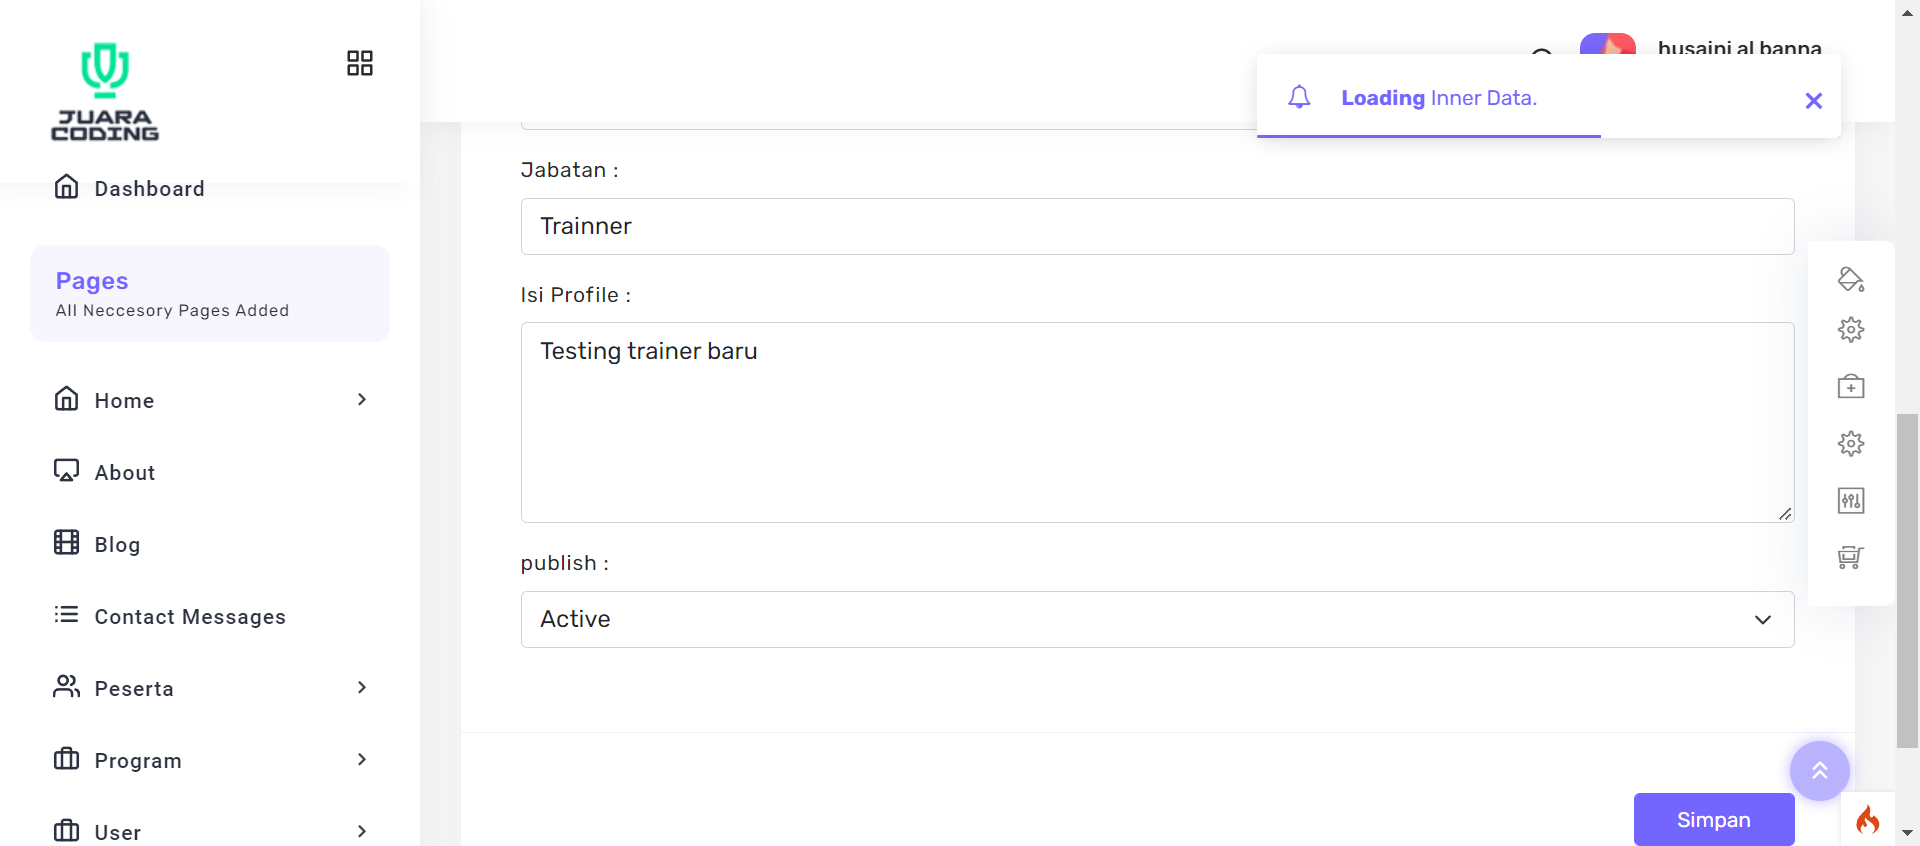 JUARA
CODING
husaini al banna
Loading Inner Data.
Dashboard
Pages
All Neccesory Pages Added
Home
About
Blog
Contact Messages
Peserta
Program
User
Jabatan :
Trainner
Isi Profile :
Testing trainer baru
publish :
Active
Simpan